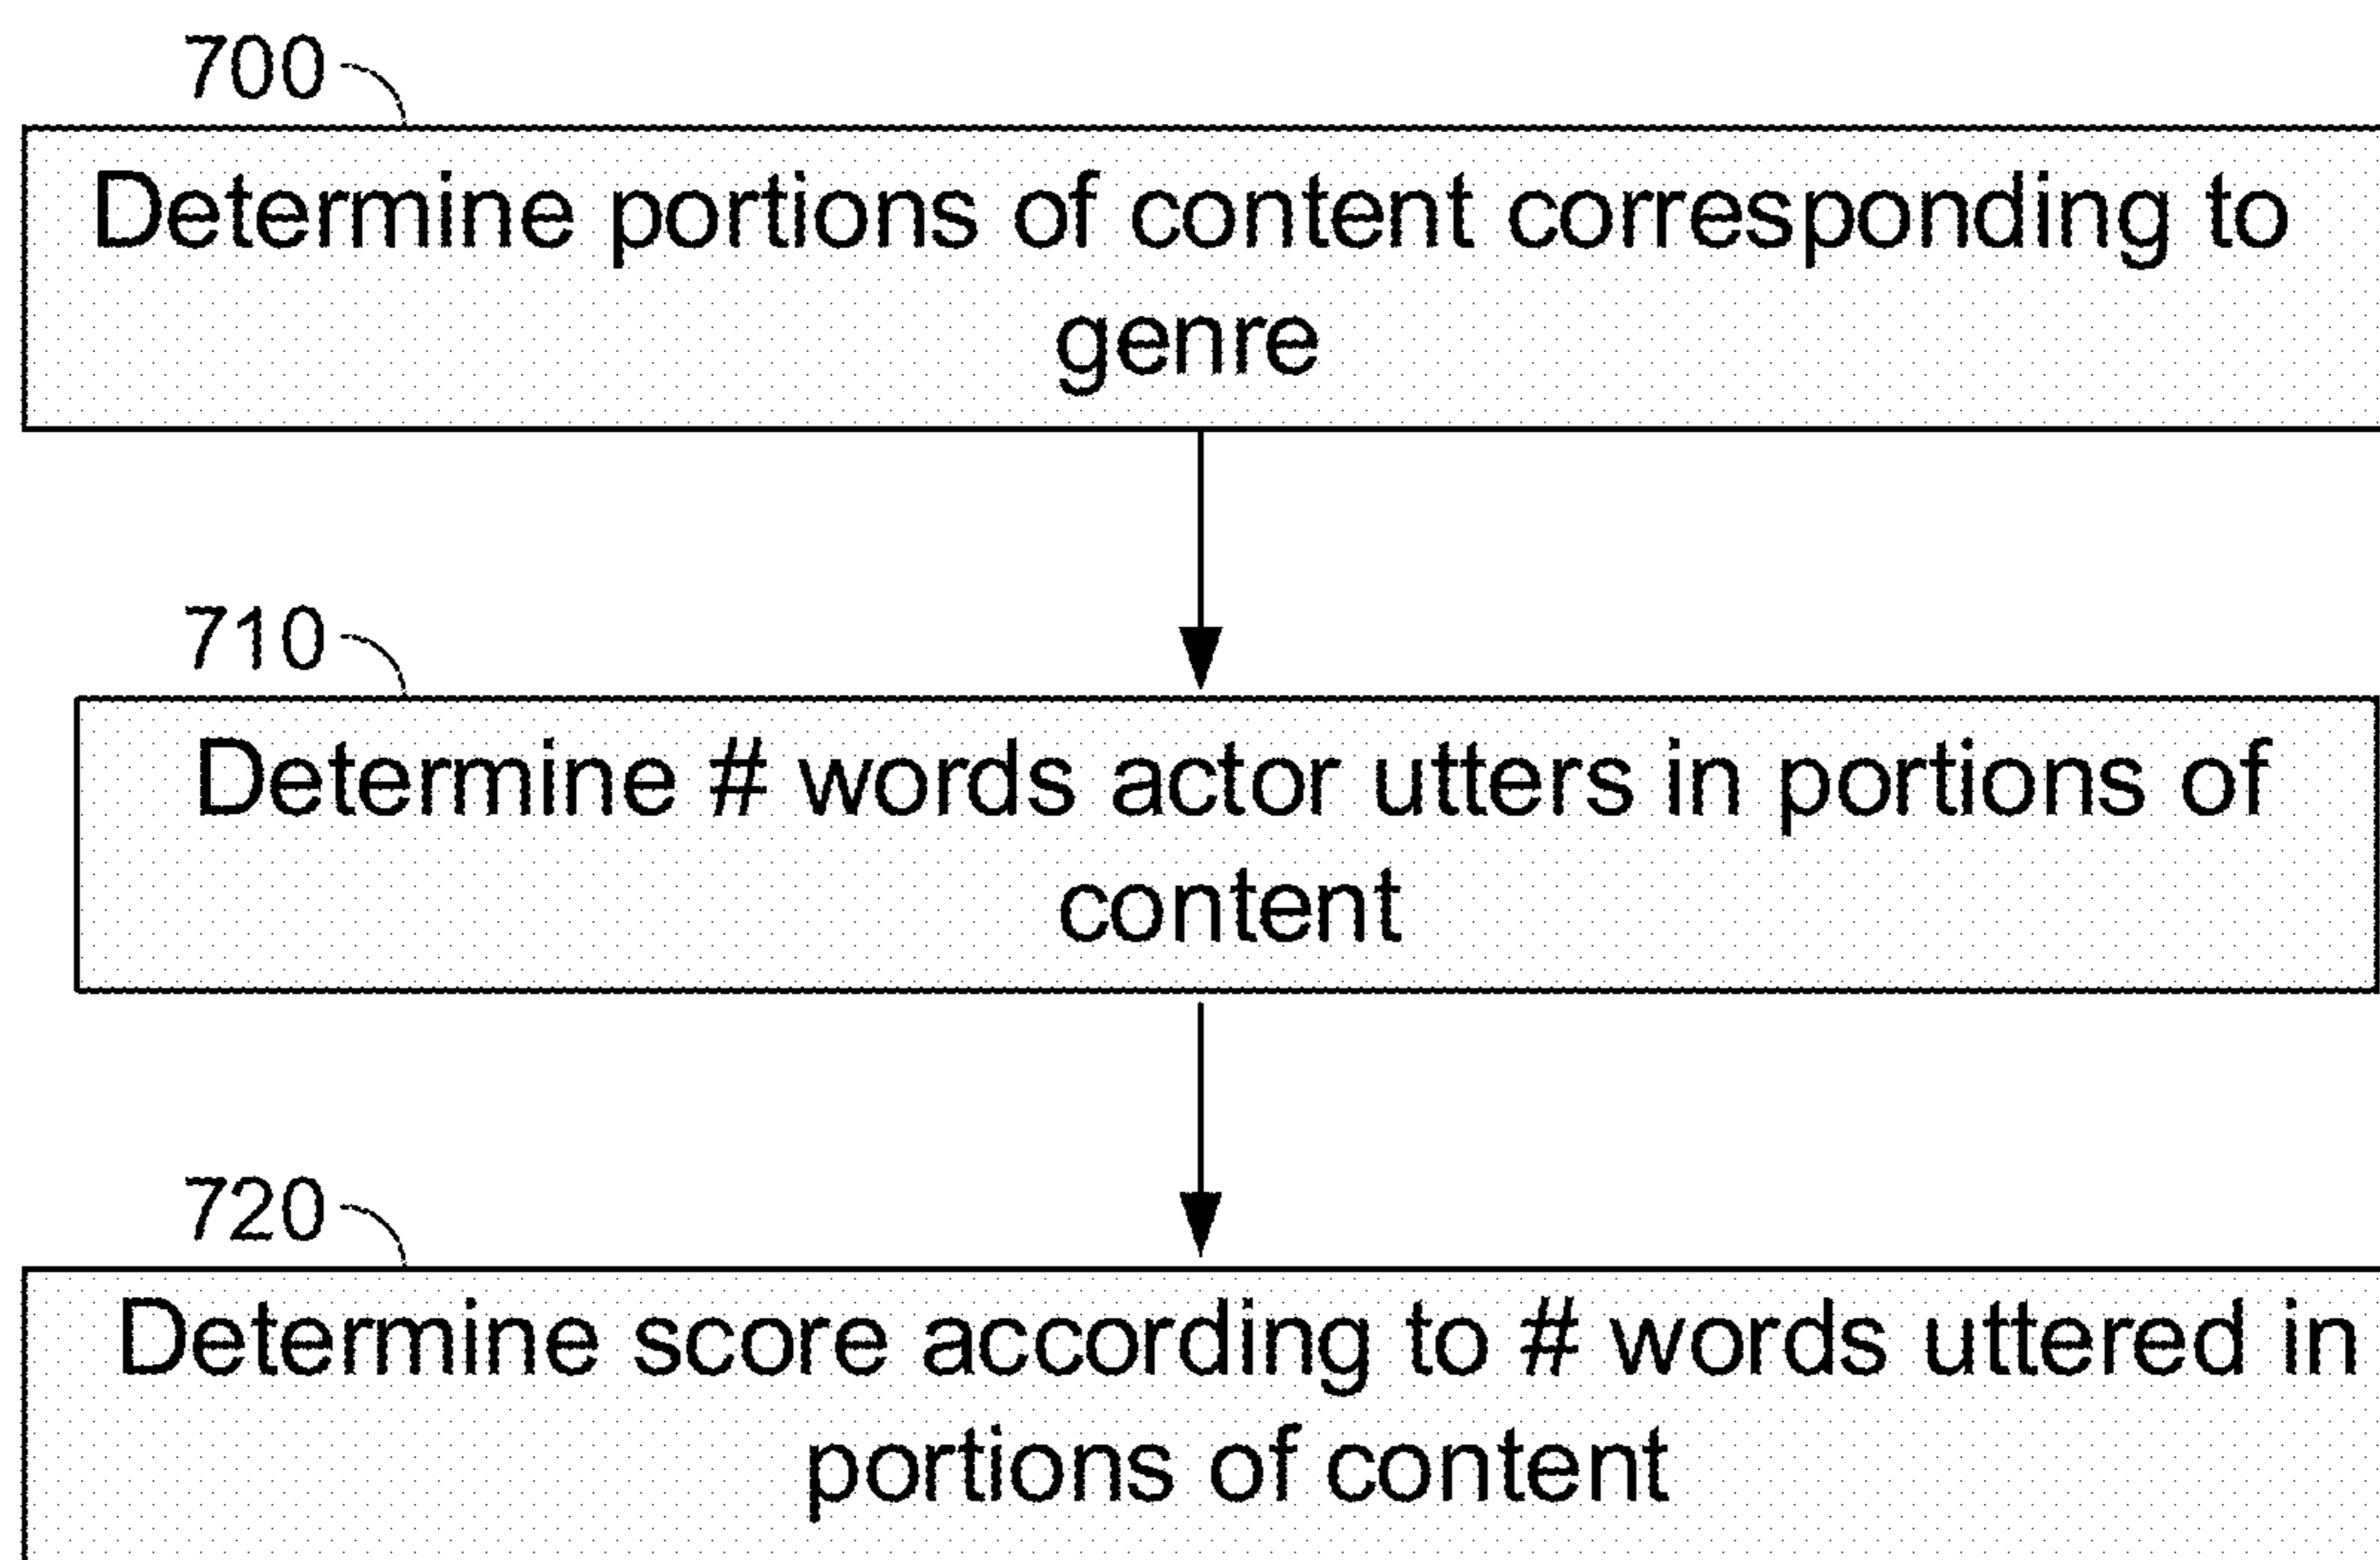 700
Determine portions of content corresponding to
genre
710
Determine # words actor utters in portions of
content
720
Determine score according to # words uttered in
portions of content